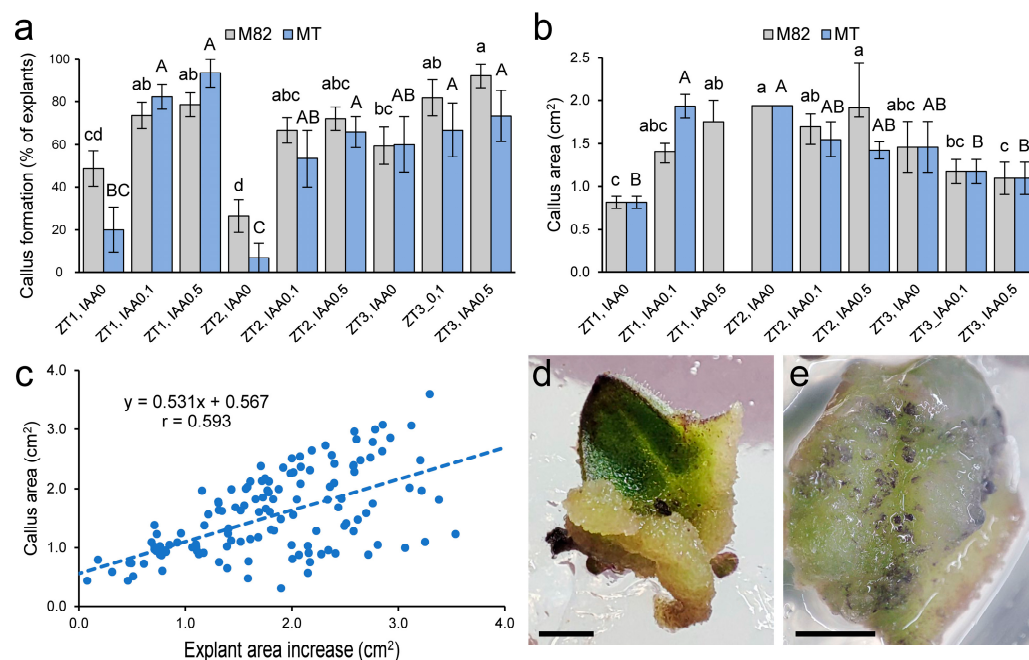 a
M82 MT
Callus formation (% of explants)
100
80
60
40
20
0
cd BC ab A ab A d C abc AB abc A bc AB ab A a A
ZT1, IAA0
ZT1, IAA0.1
ZT1, IAA0.5
ZT2, IAA0
ZT2, IAA0.1
ZT2, IAA0.5
ZT3, IAA0
ZT3_0,1
ZT3, IAA0.5
b
M82 MT
Callus area (cm²)
2.5
2.0
1.5
1.0
0.5
0.0
c B abc A a a A ab AB a AB abc AB bc B c B
ZT1, IAA0
ZT1, IAA0.1
ZT1, IAA0.5
ZT2, IAA0
ZT2, IAA0.1
ZT2, IAA0.5
ZT3, IAA0
ZT3_IAA0.1
ZT3, IAA0.5
c
y = 0.531x + 0.567
r = 0.593
Callus area (cm²)
4.0
3.0
2.0
1.0
0.0
0.0 1.0 2.0 3.0 4.0
Explant area increase (cm²)
d
e